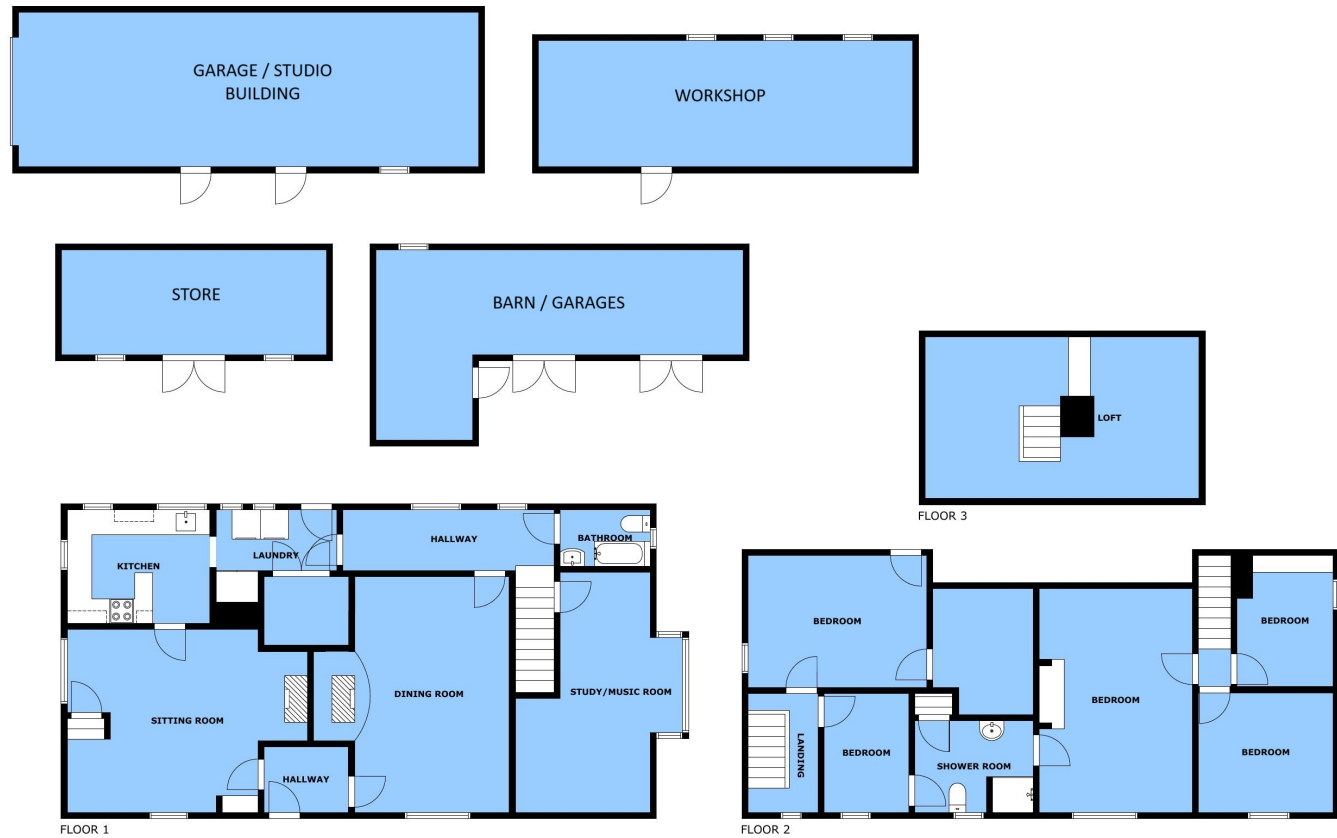 GARAGE / STUDIO
BUILDING
WORKSHOP
STORE
BARN / GARAGES
LOFT
FLOOR 3
KITCHEN
LAUNDRY
HALLWAY
BATHROOM
SITTING ROOM
DINING ROOM
STUDY/MUSIC ROOM
HALLWAY
FLOOR 1
BEDROOM
BEDROOM
BEDROOM
LANDING
BEDROOM
SHOWER ROOM
BEDROOM
FLOOR 2